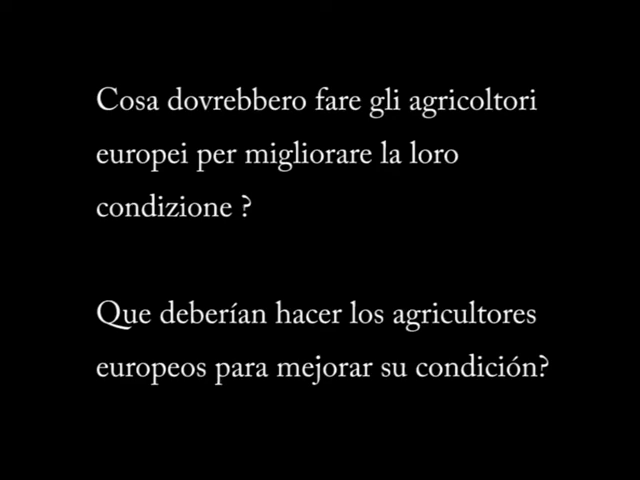 Cosa dovrebbero fare gli agricoltori
europei per migliorare la loro
condizione ?
Que deberían hacer los agricultores
europeos para mejorar su condición?